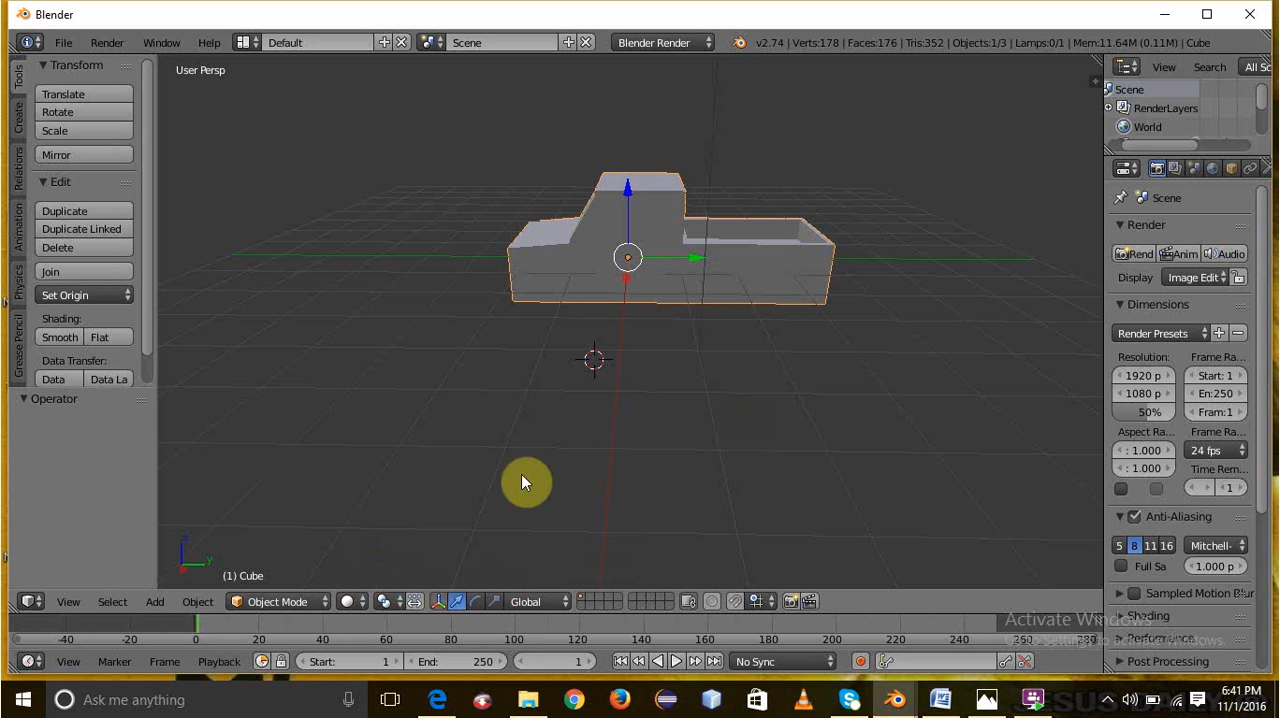 Blender
File Render Window Help Default Scene Blender Render v2.74 | Verts:178 | Faces:176 | Tris:352 | Objects:1/3 | Lamps:0/1 | Mem:11.64M (0.11M) | Cube
Tools
Create
Relations
Animation
Physics
Grease Pencil
Transform
Translate
Rotate
Scale
Mirror
Edit
Duplicate
Duplicate Linked
Delete
Join
Set Origin
Shading:
Smooth Flat
Data Transfer:
Data Data La
Operator
User Persp
z
y
(1) Cube
View Search All Sc
Scene
RenderLayers
World
Scene
Render
Rend Anim Audio
Display Image Edit
Dimensions
Render Presets
Resolution: Frame Ra...
1920 p Start: 1
1080 p En:250
50% Fram:1
Aspect Ra... Frame Ra...
: 1.000 24 fps
: 1.000 Time Rem...
1
Anti-Aliasing
5 8 11 16 Mitchell-
Full Sa 1.000 p
Sampled Motion Blur
Shading
Performance
Post Processing
Activate Windows
Go to Settings to activate Windows.
View Select Add Object Object Mode Global
-40 -20 0 20 40 60 80 100 120 140 160 180 200 220 240 260 280
View Marker Frame Playback Start: 1 End: 250 1 No Sync
Ask me anything
6:41 PM
11/1/2016